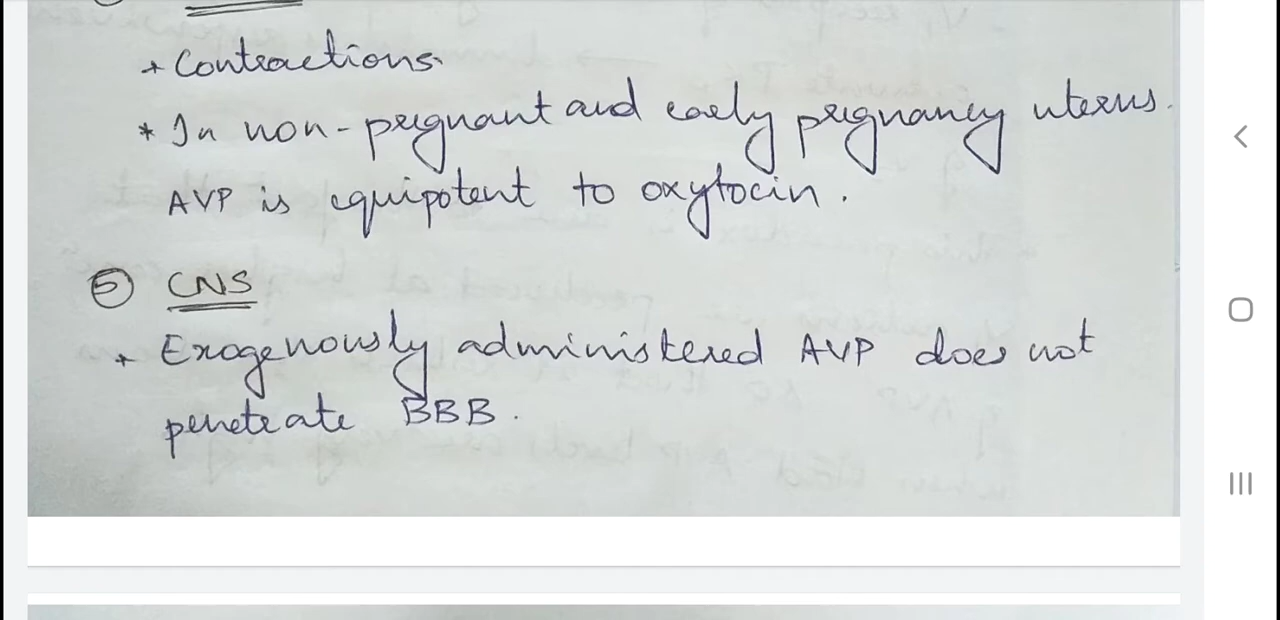 * Contractions.
* In non-pregnant and early pregnancy uterus.
AVP is equipotent to oxytocin.
⑤ CNS
* Exogenously administered AVP does not
penetrate BBB.